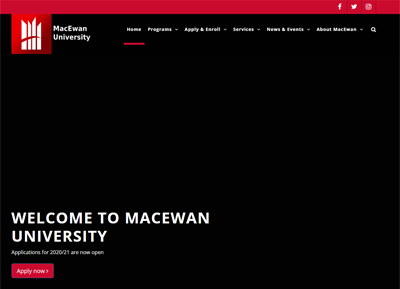 MacEwan
University
Home Programs Apply & Enroll Services News & Events About MacEwan
WELCOME TO MACEWAN
UNIVERSITY
Applications for 2020/21 are now open
Apply now